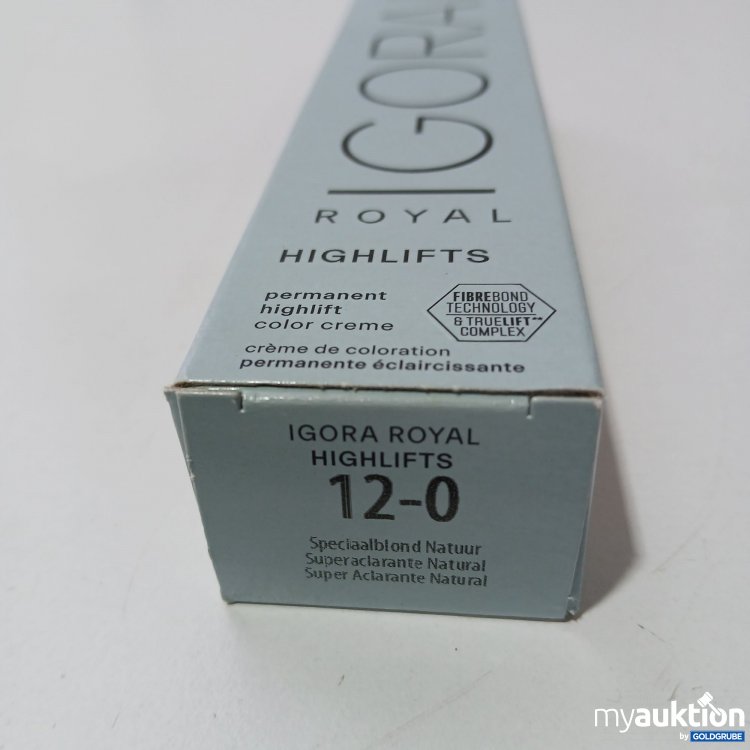 IGORA
ROYAL
HIGHLIFTS
permanent
highlift
color creme
FIBREBOND
TECHNOLOGY
& TRUELIFT**
COMPLEX
crème de coloration
permanente éclaircissante
IGORA ROYAL
HIGHLIFTS
12-0
Speciaalblond Natuur
Superaclarante Natural
Super Aclarante Natural
myauktion
by GOLDGRUBE